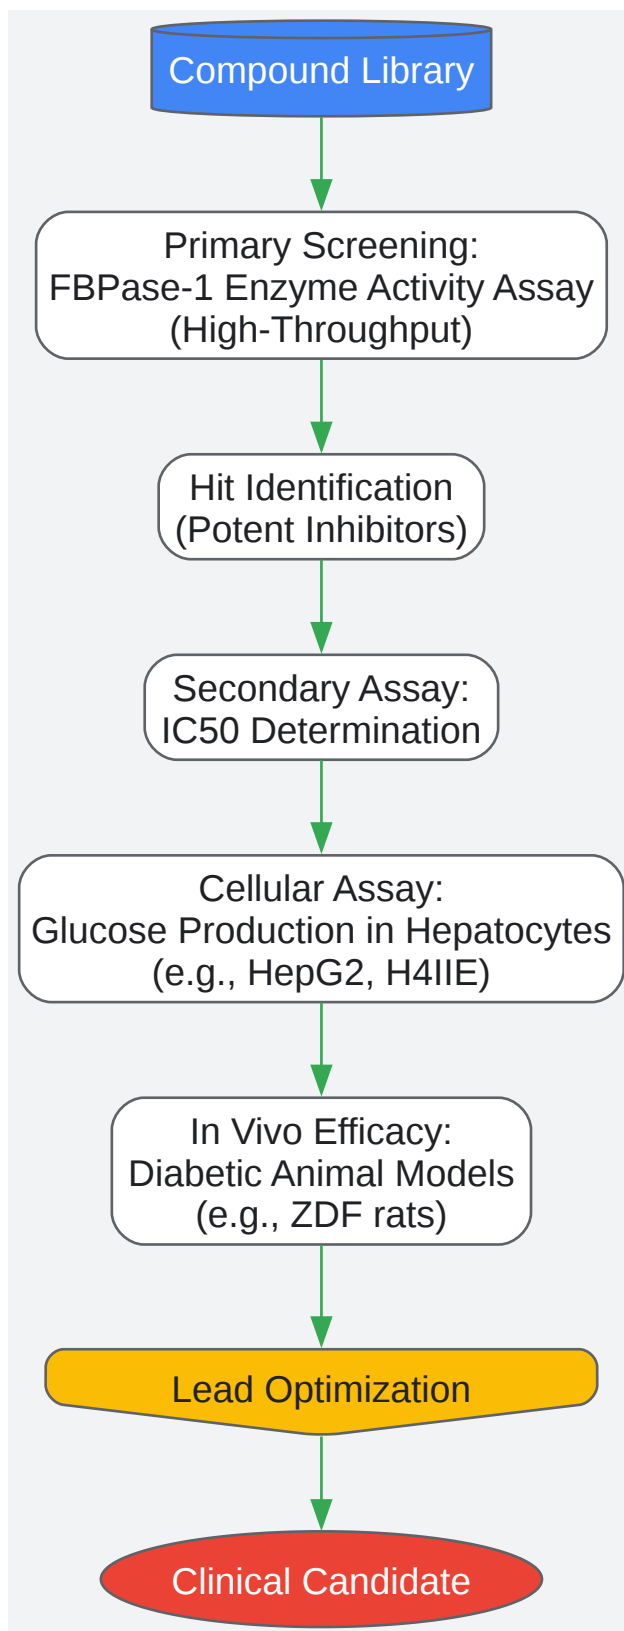 Compound Library
Primary Screening:
FBPase-1 Enzyme Activity Assay
(High-Throughput)
Hit Identification
(Potent Inhibitors)
Secondary Assay:
IC50 Determination
Cellular Assay:
Glucose Production in Hepatocytes
(e.g., HepG2, H4IIE)
In Vivo Efficacy:
Diabetic Animal Models
(e.g., ZDF rats)
Lead Optimization
Clinical Candidate